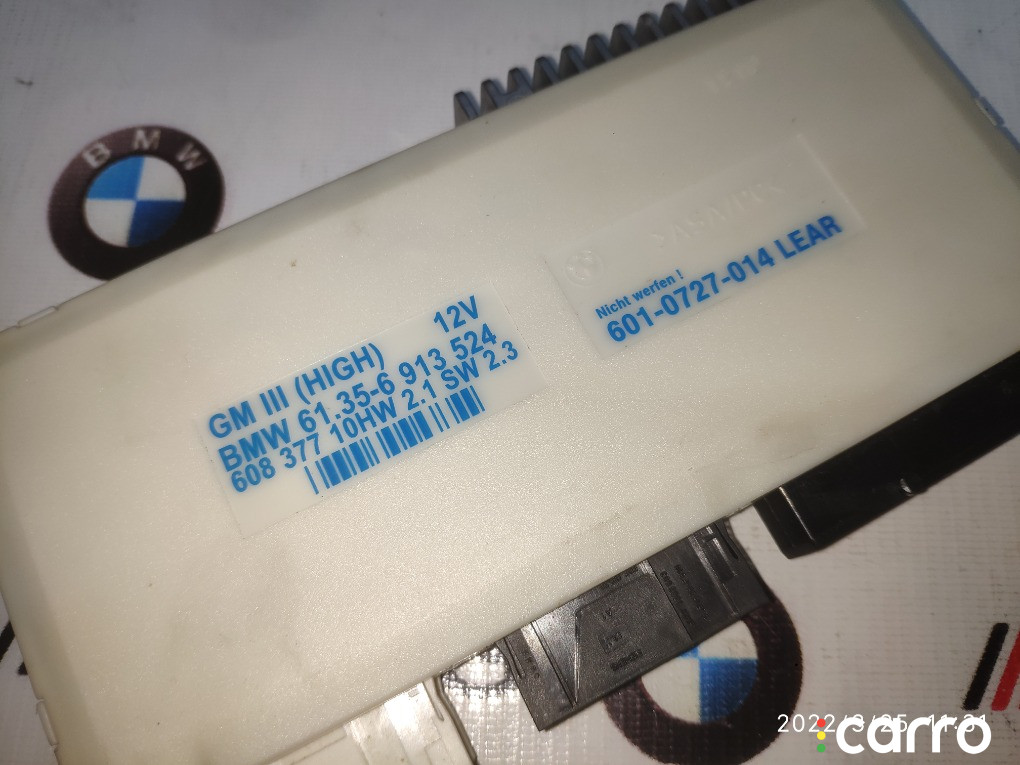 BMW
GM III (HIGH) 12V
BMW 61.35-6 913 524
608 377 10HW 2.1 SW 2.3
Nicht werfen !
601-0727-014 LEAR
2022/3/25 11:31
carro